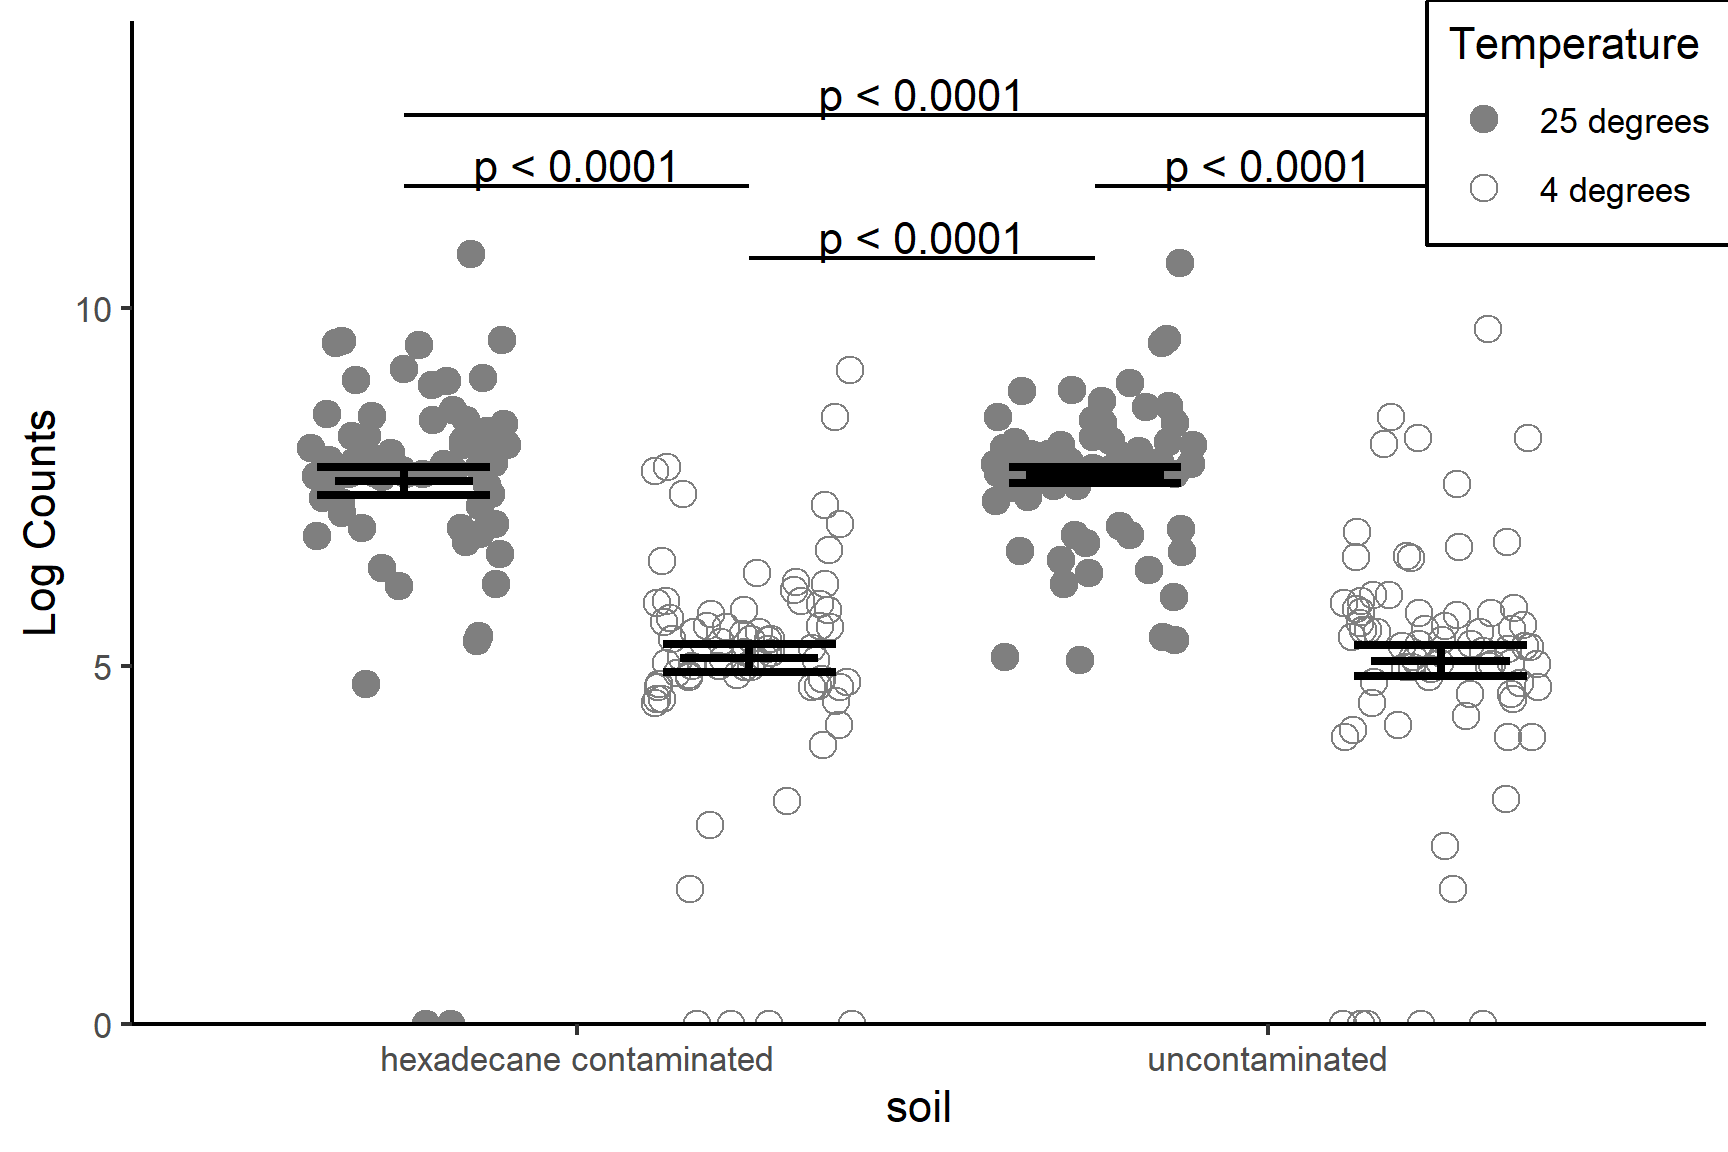 Temperature
25 degrees
4 degrees
p < 0.0001
p < 0.0001
p < 0.0001
p < 0.0001
Log Counts
10
5
0
hexadecane contaminated
uncontaminated
soil